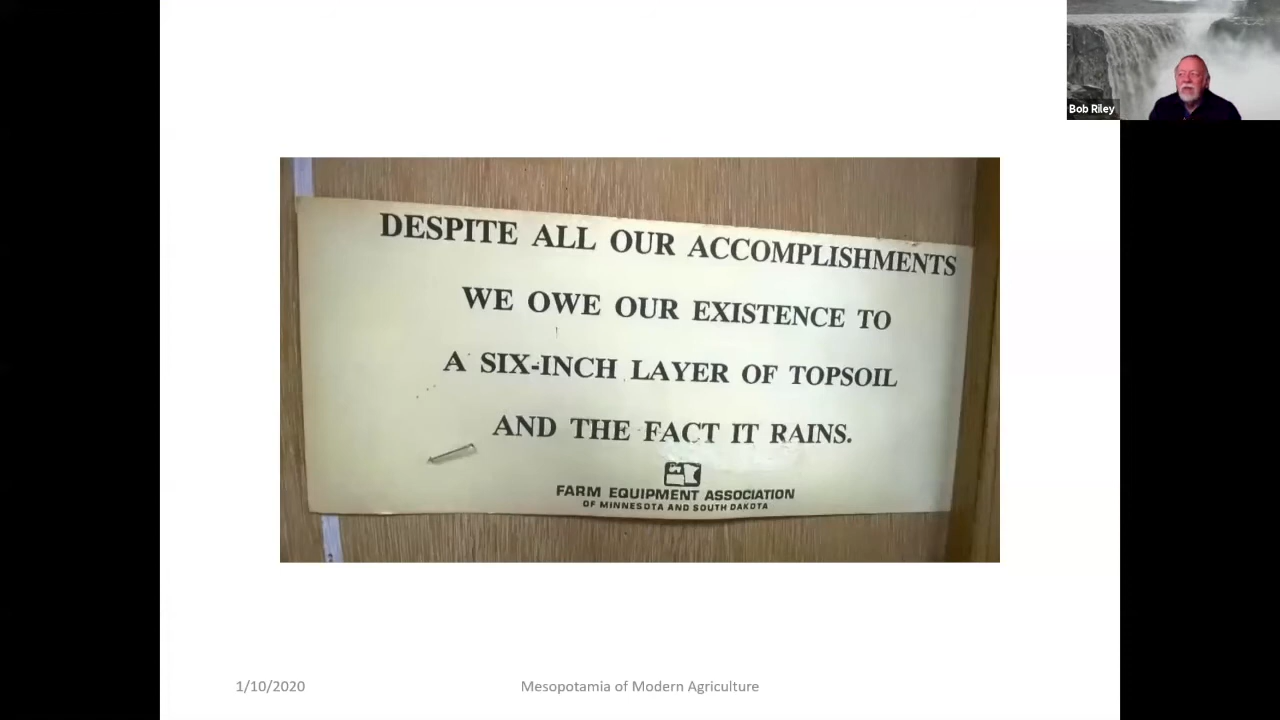 Bob Riley
DESPITE ALL OUR ACCOMPLISHMENTS
WE OWE OUR EXISTENCE TO
A SIX-INCH LAYER OF TOPSOIL
AND THE FACT IT RAINS.
FARM EQUIPMENT ASSOCIATION
OF MINNESOTA AND SOUTH DAKOTA
2
1/10/2020
Mesopotamia of Modern Agriculture